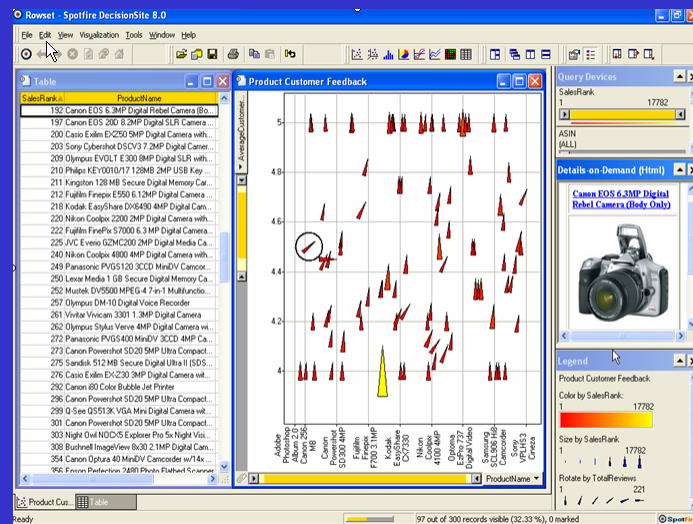 Rowset - Spotfire DecisionSite 8.0
File Edit View Visualization Tools Window Help
Table
SalesRank ProductName
192 Canon EOS 6.3MP Digital Rebel Camera (Bo...
197 Canon EOS 20D 8.2MP Digital SLR Camera ...
200 Casio Exilim EXZ50 5MP Digital Camera with...
203 Sony Cybershot DSCV3 7.2MP Digital Camer...
209 Olympus EVOLT E300 8MP Digital SLR with...
210 Philips KEY0010/17 128MB 2MP USB Key ...
211 Kingston 128 MB Secure Digital Memory Car...
212 Fujifilm Finepix E550 6.12MP Digital Camera ...
218 Kodak EasyShare DX6490 4MP Digital Cam...
220 Nikon Coolpix 2200 2MP Digital Camera with...
222 Fujifilm FinePix S7000 6.3 MP Digital Camera...
225 JVC Everio GZMC200 2MP Digital Media Ca...
240 Nikon Coolpix 4800 4MP Digital Camera with...
249 Panasonic PVGS120 3CCD MiniDV Camcor...
250 Lexar Media 1 GB Secure Digital Memory Car...
252 Mustek DV5500 MPEG-4 7-in-1 Multifunctio...
257 Olympus DM-10 Digital Voice Recorder
261 Vivitar Vivicam 3301 1.3MP Digital Camera
262 Olympus Stylus Verve 4MP Digital Camera wi...
272 Panasonic PVGS400 MiniDV 3CCD 4MP Ca...
273 Canon Powershot SD20 5MP Ultra Compact...
275 Sandisk 512 MB Secure Digital Ultra II (SDS...
276 Casio Exilim EX-Z30 3MP Digital Camera wit...
292 Canon i80 Color Bubble Jet Printer
296 Canon Powershot SD20 5MP Ultra Compact...
299 Q-See QS513K VGA Mini Digital Camera wit...
301 Canon Powershot SD20 5MP Ultra Compact...
303 Night Owl NOCX5 Explorer Pro 5x Night Visi...
308 Bushnell ImageView 8x30 2.1MP Digital Cam...
354 Canon Optura 40 MiniDV Camcorder w/14x ...
356 Epson Perfection 2480 Photo Flatbed Scanner
Product Customer Feedback
AverageCustomer...
5
4.8
4.6
4.4
4.2
4
Adobe
Photoshop
Album 2.0
Canon 256
MB
Canon
Powershot
SD300 4MP
Fujifilm
Finepix
F700 3.1MP
Kodak
EasyShare
CX7330
Nikon
Coolpix
4100 4MP
Optoma
EzPro 737
Digital Video
Samsung
SCL906 Hi8
Camcorder
Sony
VPLHS3
Cineza
ProductName
Query Devices
SalesRank
1 17782
ASIN
(ALL)
Details-on-Demand (Html)
Canon EOS 6.3MP Digital
Rebel Camera (Body Only)
Legend
Product Customer Feedback
Color by SalesRank:
1 17782
Size by SalesRank
1 17782
Rotate by TotalReviews
1 221
Product Cus...
Table
Ready
97 out of 300 records visible (32.33 %), 0 marked